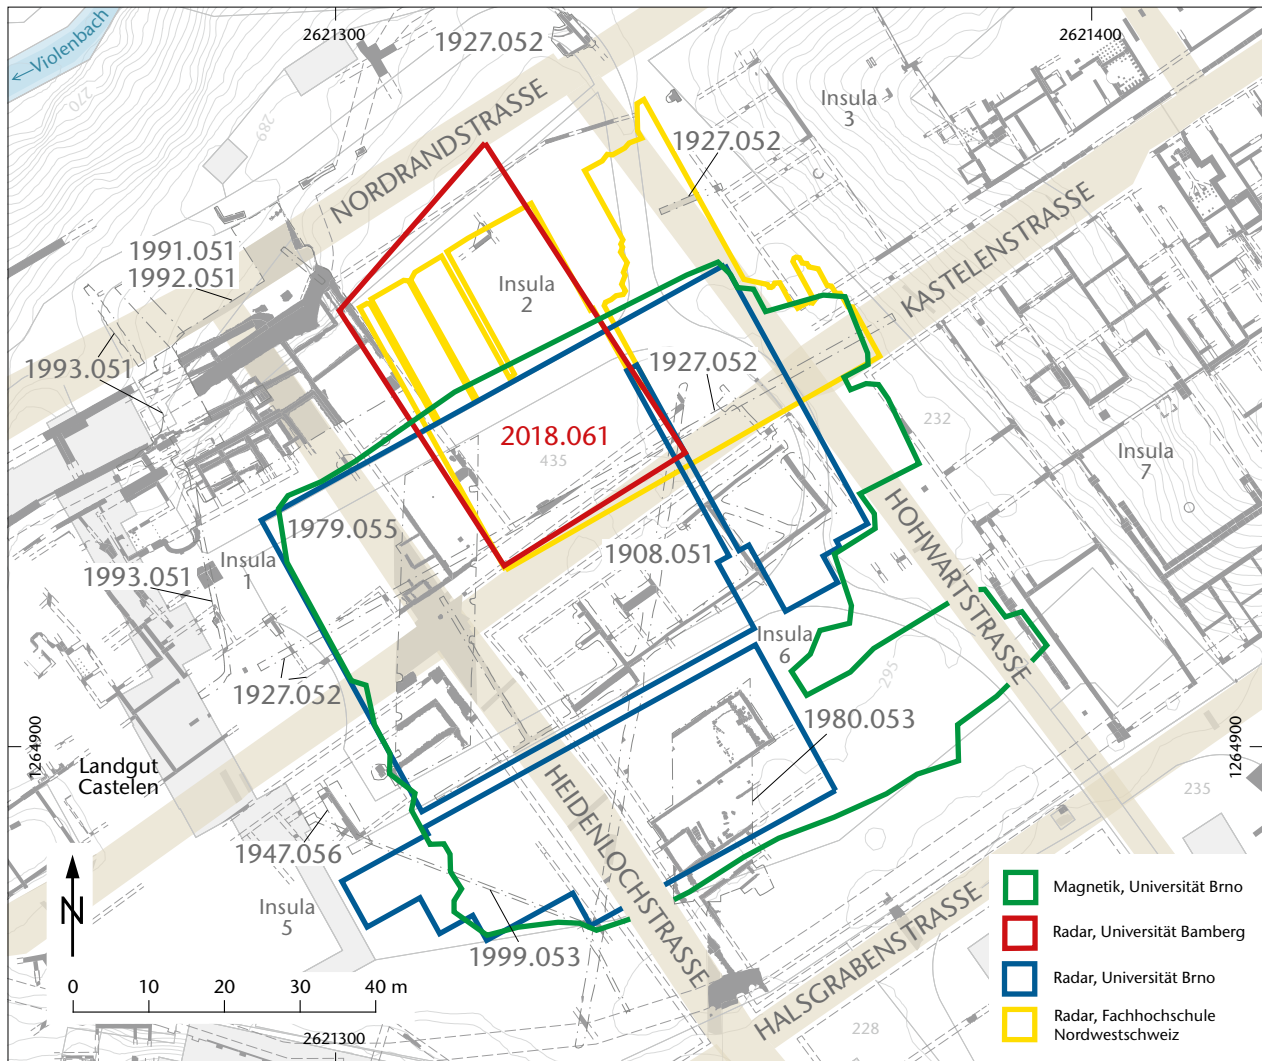 ←Violenbach
2621300
2621400
1927.052
270
289
Insula
3
NORDRANDSTRASSE
1927.052
KASTELENSTRASSE
1991.051
1992.051
Insula
2
1993.051
1927.052
232
2018.061
435
Insula
7
1979.055
HOHWARTSTRASSE
Insula
1
1908.051
1993.051
Insula
6
295
1927.052
1980.053
1264900
1264900
Landgut
Castelen
HEIDENLOCHSTRASSE
235
1947.056
Insula
5
1999.053
HALSGRABENSTRASSE
228
N
0 10 20 30 40 m
2621300
Magnetik, Universität Brno
Radar, Universität Bamberg
Radar, Universität Brno
Radar, Fachhochschule
Nordwestschweiz